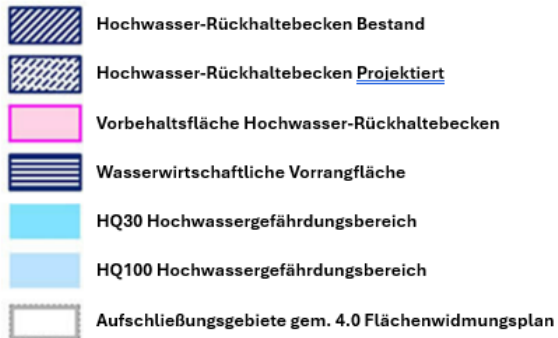 Hochwasser-Rückhaltebecken Bestand
Hochwasser-Rückhaltebecken Projektiert
Vorbehaltsfläche Hochwasser-Rückhaltebecken
Wasserwirtschaftliche Vorrangfläche
HQ30 Hochwassergefährdungsbereich
HQ100 Hochwassergefährdungsbereich
Aufschließungsgebiete gem. 4.0 Flächenwidmungsplan